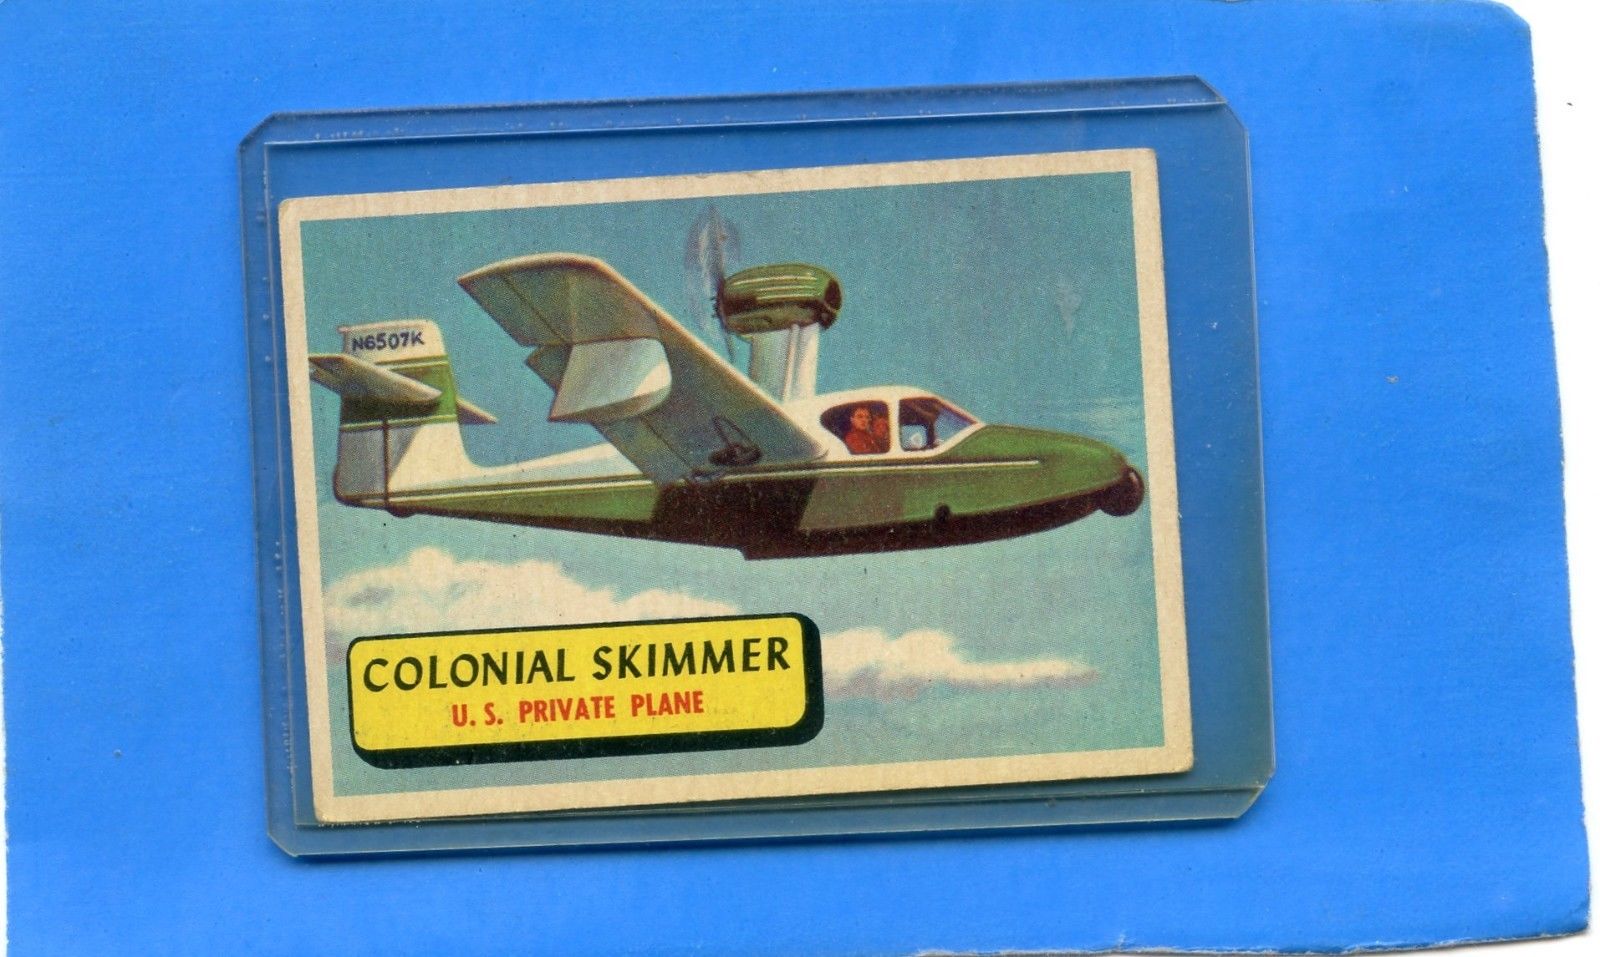 N6507K
COLONIAL SKIMMER
U. S. PRIVATE PLANE